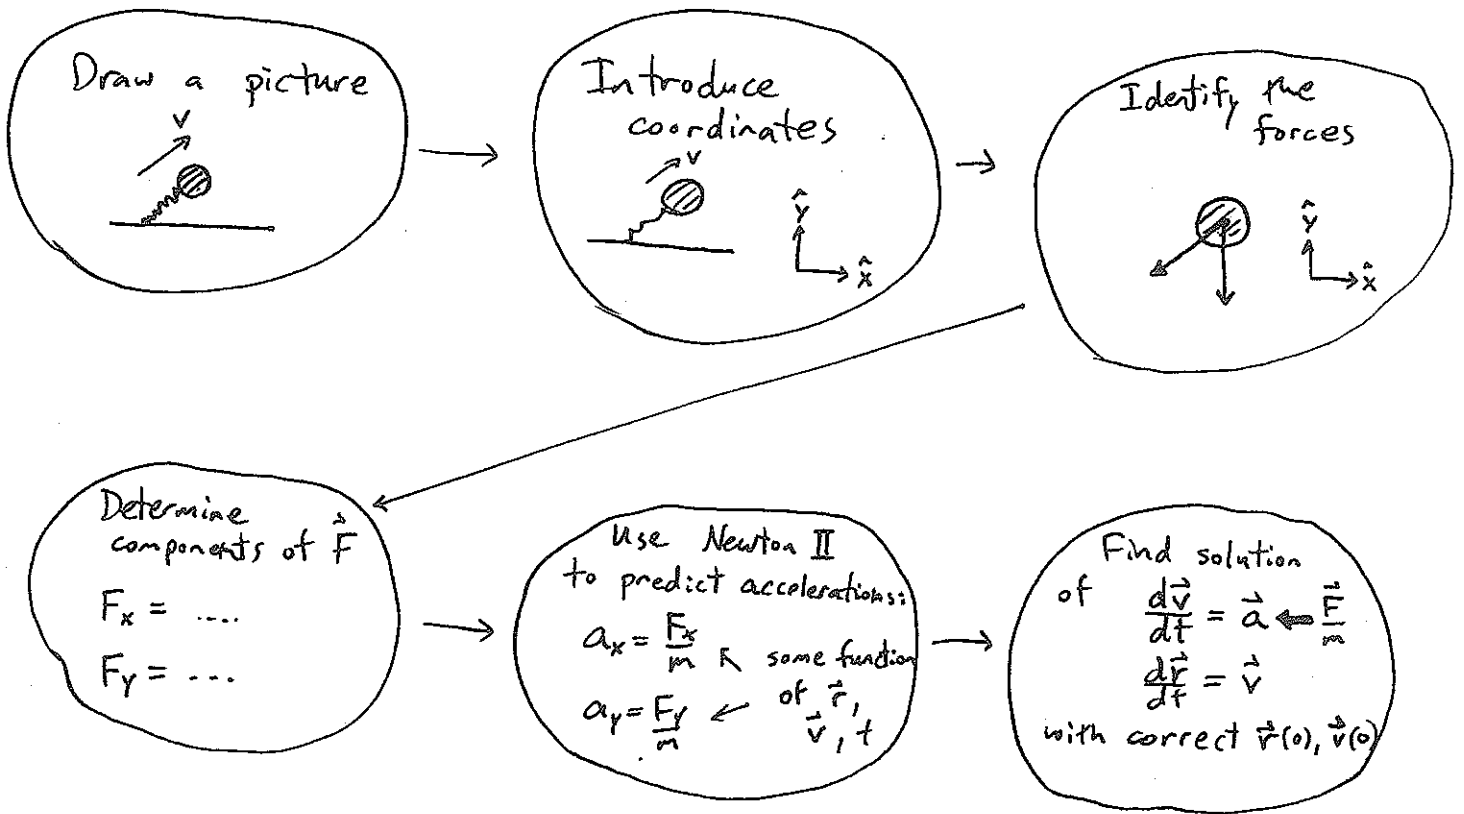 Draw a picture
v
Introduce
coordinates
v
ŷ
x̂
Identify the
forces
ŷ
x̂
Determine
components of F⃗
Fx = ....
Fy = ...
Use Newton II
to predict accelerations:
ax = Fx/m ↖ some function
ay = Fy/m ← of r⃗,
v⃗, t
Find solution
of dv⃗/dt = a⃗ ← F⃗/m
dr⃗/dt = v⃗
with correct r⃗(0), v⃗(0)